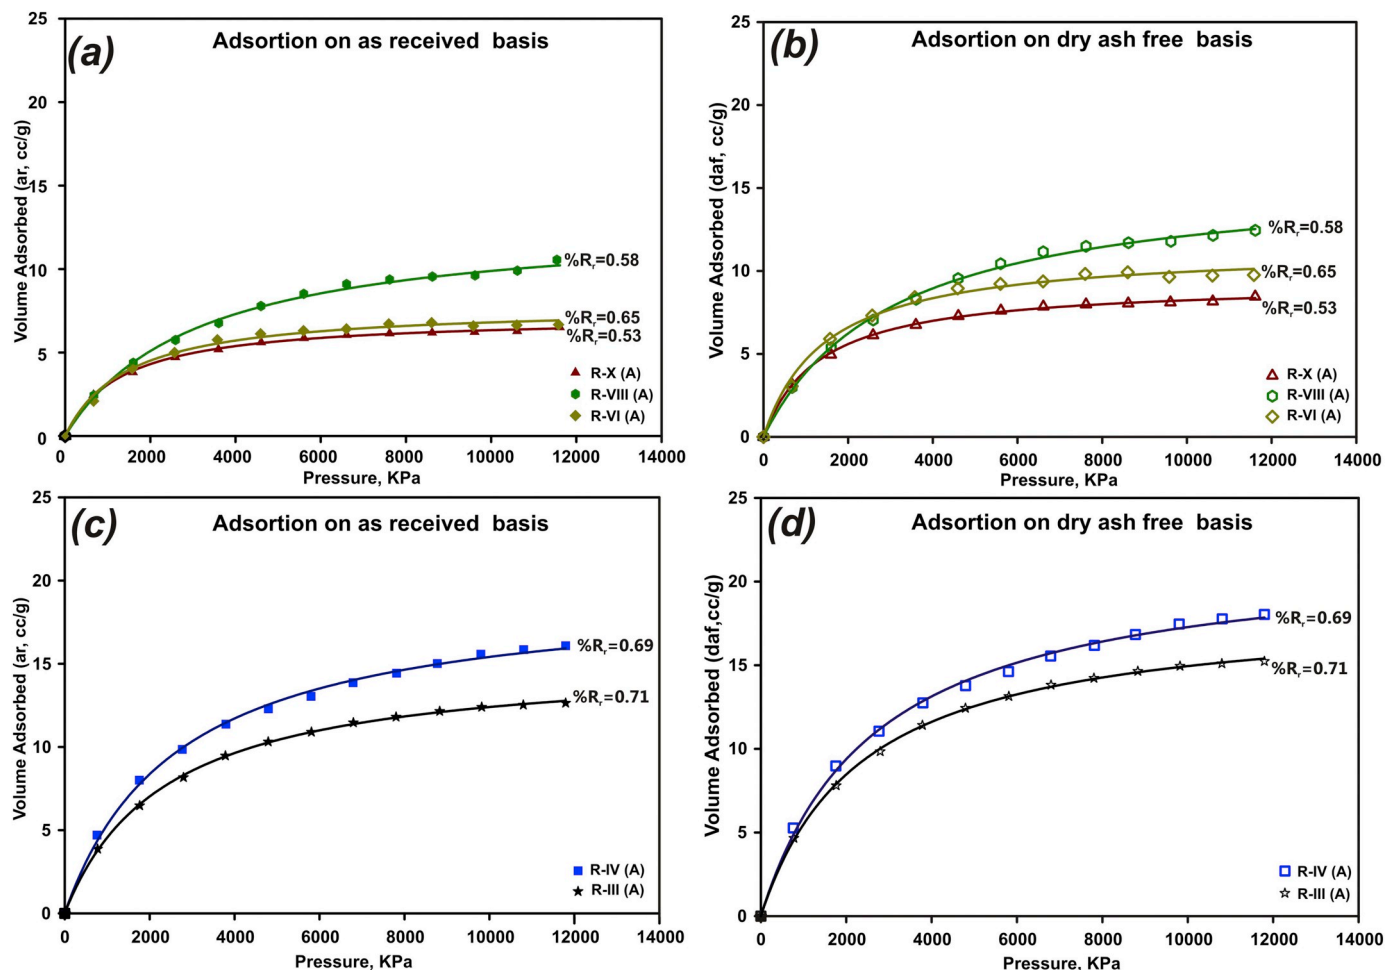 (a)
Adsortion on as received  basis
Volume Adsorbed (ar, cc/g)
25
20
15
10
5
0
%Rr=0.58
%Rr=0.65
%Rr=0.53
R-X (A)
R-VIII (A)
R-VI (A)
0 2000 4000 6000 8000 10000 12000 14000
Pressure, KPa
(b)
Adsortion on dry ash free  basis
Volume Adsorbed (daf, cc/g)
25
20
15
10
5
0
%Rr=0.58
%Rr=0.65
%Rr=0.53
R-X (A)
R-VIII (A)
R-VI (A)
0 2000 4000 6000 8000 10000 12000 14000
Pressure, KPa
(c)
Adsortion on as received  basis
Volume Adsorbed (ar, cc/g)
25
20
15
10
5
0
%Rr=0.69
%Rr=0.71
R-IV (A)
R-III (A)
0 2000 4000 6000 8000 10000 12000 14000
Pressure, KPa
(d)
Adsortion on dry ash free  basis
Volume Adsorbed (daf,cc/g)
25
20
15
10
5
0
%Rr=0.69
%Rr=0.71
R-IV (A)
R-III (A)
0 2000 4000 6000 8000 10000 12000 14000
Pressure, KPa